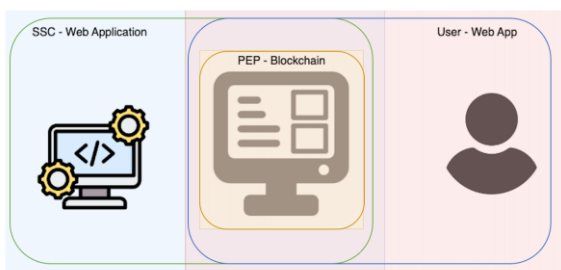 SSC - Web Application
PEP - Blockchain
User - Web App
</>